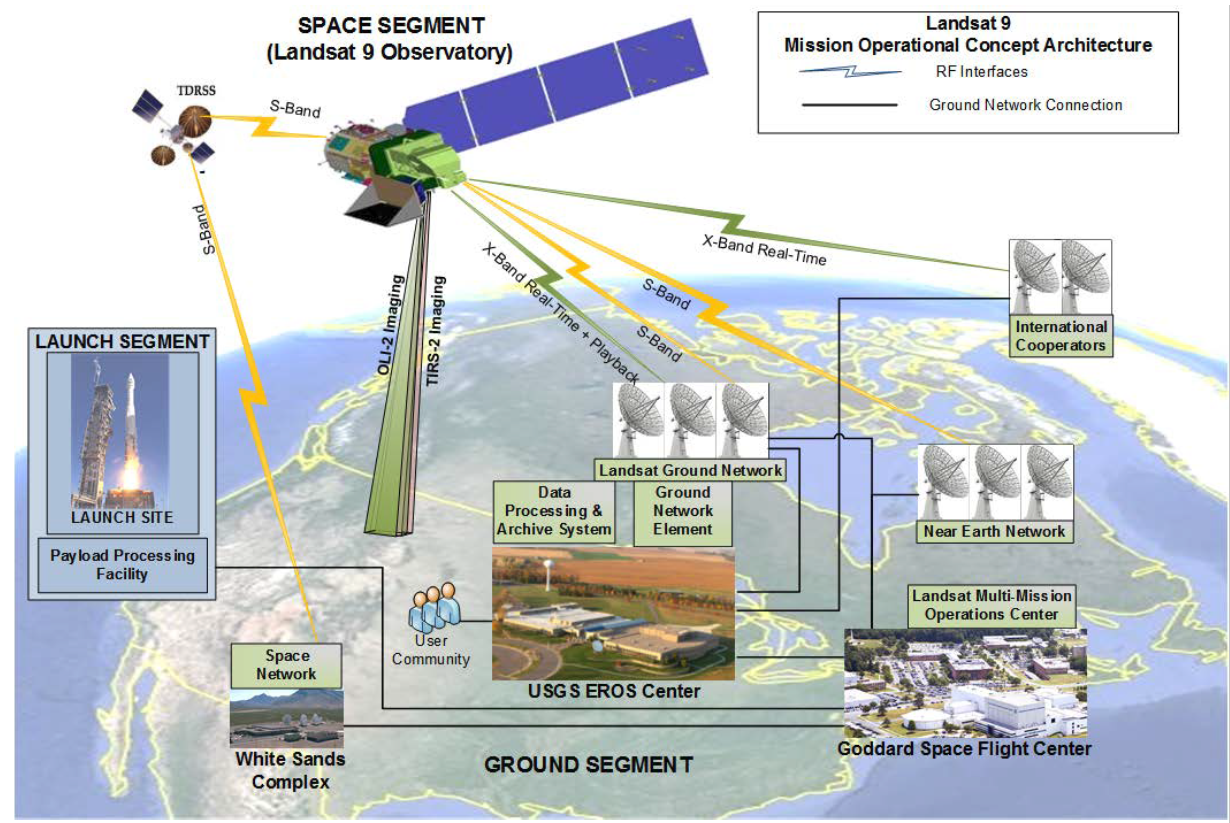 SPACE SEGMENT
(Landsat 9 Observatory)
Landsat 9
Mission Operational Concept Architecture
RF Interfaces
Ground Network Connection
TDRSS
S-Band
S-Band
X-Band Real-Time
X-Band Real-Time + Playback
S-Band
S-Band
OLI-2 Imaging
TIRS-2 Imaging
International
Cooperators
LAUNCH SEGMENT
LAUNCH SITE
Payload Processing
Facility
Landsat Ground Network
Data
Processing &
Archive System
Ground
Network
Element
Near Earth Network
Landsat Multi-Mission
Operations Center
User
Community
USGS EROS Center
Space
Network
White Sands
Complex
Goddard Space Flight Center
GROUND SEGMENT